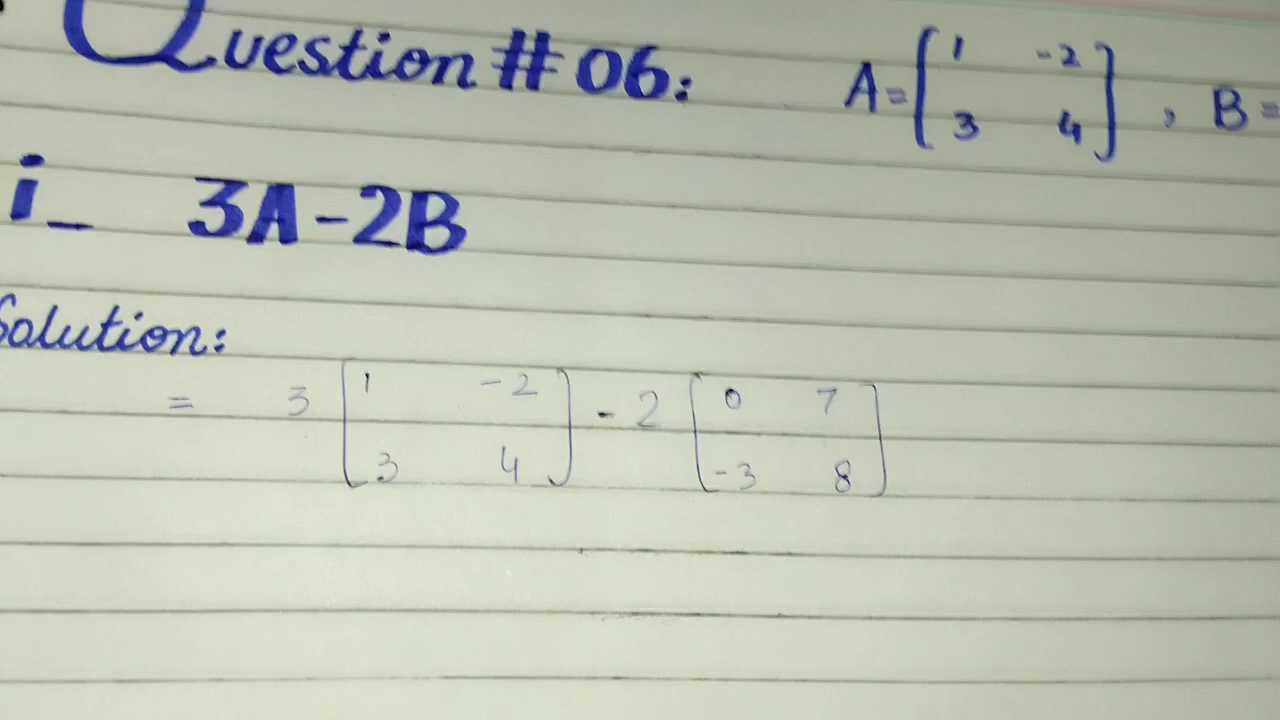 Question # 06: A = [1 -2
3 4], B =
i_ 3A-2B
Solution:
= 3 [1 -2
3 4] - 2 [0 7
-3 8]